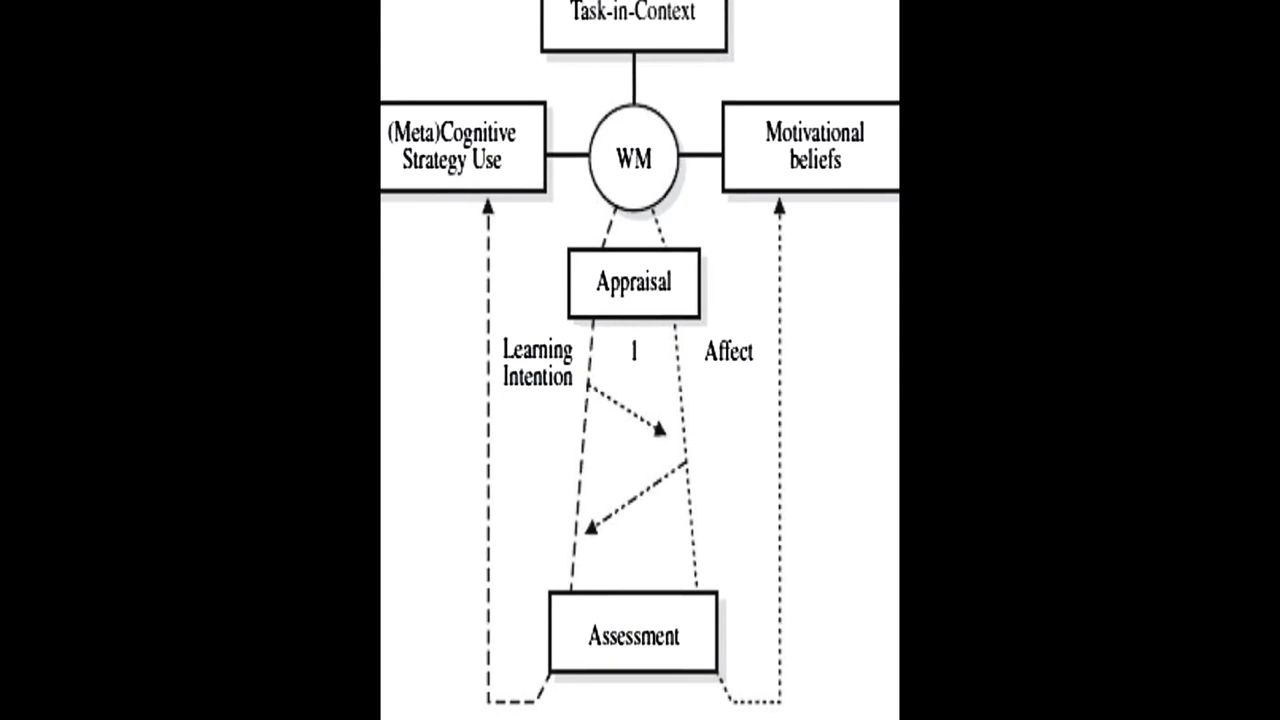 Task-in-Context
(Meta)Cognitive
Strategy Use
WM
Motivational
beliefs
Appraisal
Learning
Intention
1
Affect
Assessment